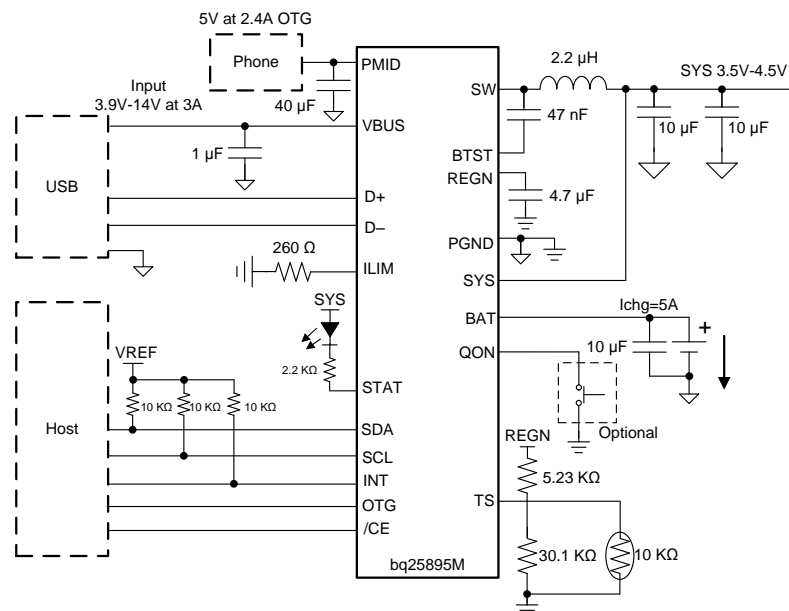 5V at 2.4A OTG
Phone
PMID
40 µF
Input
3.9V-14V at 3A
VBUS
1 µF
USB
D+
D–
260 Ω
ILIM
SYS
2.2 KΩ
STAT
VREF
10 KΩ
10 KΩ
10 KΩ
Host
SDA
SCL
INT
OTG
/CE
bq25895M
SW
2.2 µH
SYS 3.5V-4.5V
47 nF
10 µF
10 µF
BTST
REGN
4.7 µF
PGND
SYS
BAT
Ichg=5A
+
10 µF
QON
Optional
REGN
5.23 KΩ
TS
30.1 KΩ
10 KΩ